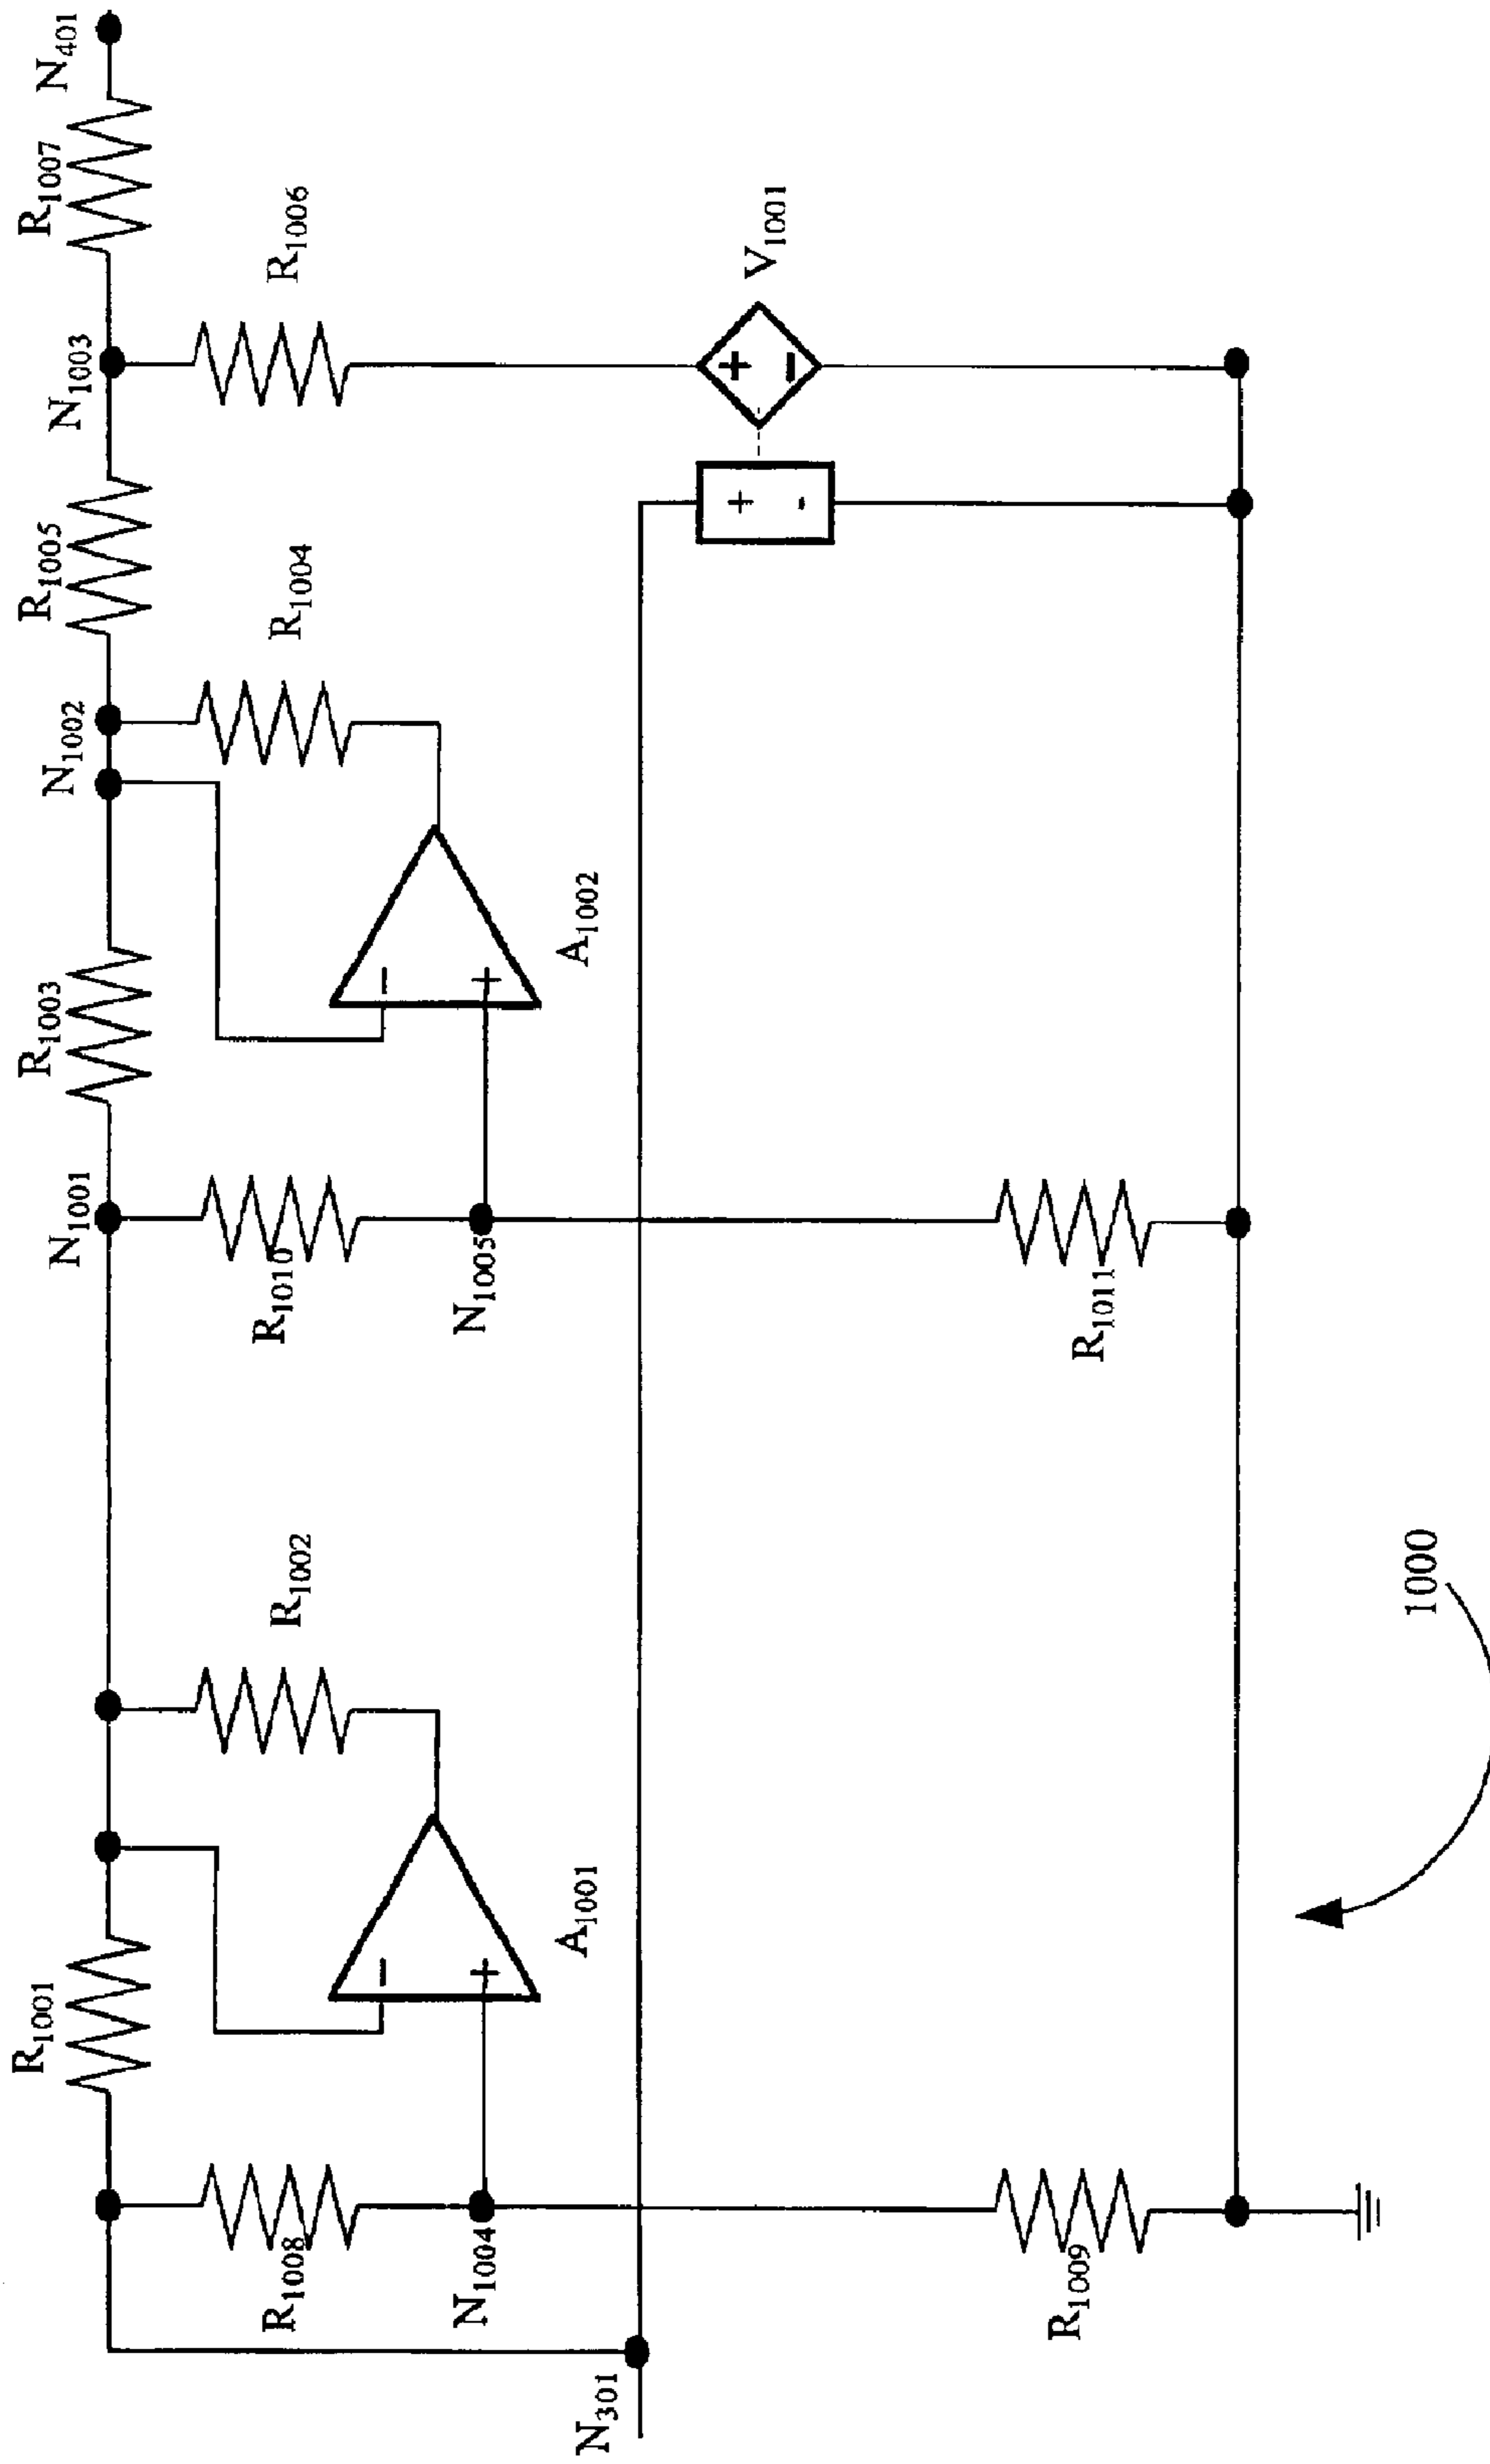 R1001
R1003
N1002
R1005
N1003
R1007
N401
N1001
R1002
R1004
R1006
R1008
R1010
- +
- +
N1004
A1001
N1005
A1002
N301
+ -
+ -
V1001
R1009
R1011
1000